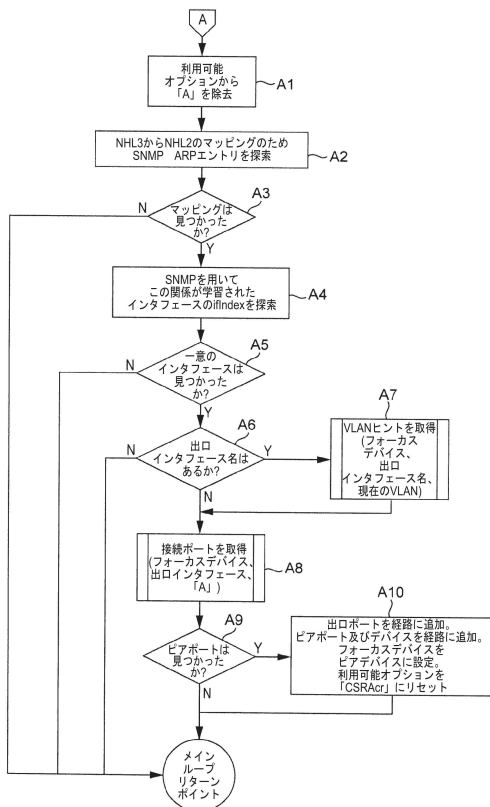 A
利用可能
オプションから
「A」を除去
A1
NHL3からNHL2のマッピングのため
SNMP ARPエントリを探索
A2
A3
N
マッピングは
見つかった
か?
Y
SNMPを用いて
この関係が学習された
インタフェースのifIndexを探索
A4
A5
N
一意の
インタフェースは
見つかった
か?
Y
A6
N
出口
インタフェース名は
あるか?
Y
N
A7
VLANヒントを取得
(フォーカス
デバイス、
出口
インタフェース名、
現在のVLAN)
接続ポートを取得
(フォーカスデバイス、
出口インタフェース、
「A」)
A8
A9
ピアポートは
見つかった
か?
Y
N
A10
出口ポートを経路に追加。
ピアポート及びデバイスを経路に追加。
フォーカスデバイスを
ピアデバイスに設定。
利用可能オプションを
「CSRAcr」にリセット
メイン
ループ
リターン
ポイント